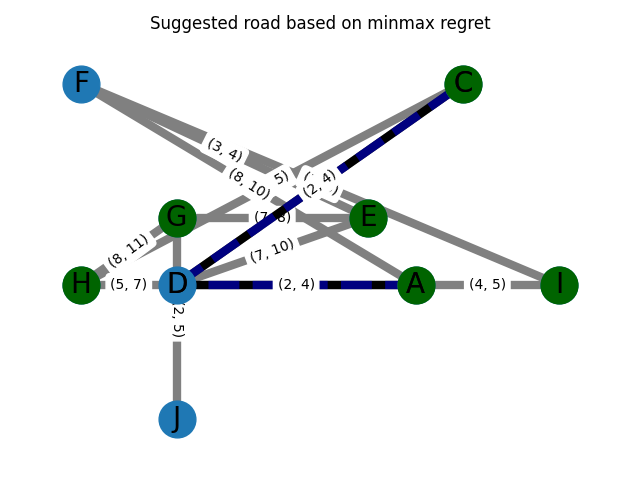 Suggested road based on minmax regret
F
C
(3, 4)
(8, 10)
5)
(2, 4)
G
(7, 8)
E
(8, 11)
(7, 10)
H
(5, 7)
D
(2, 4)
A
(4, 5)
I
(2, 5)
J